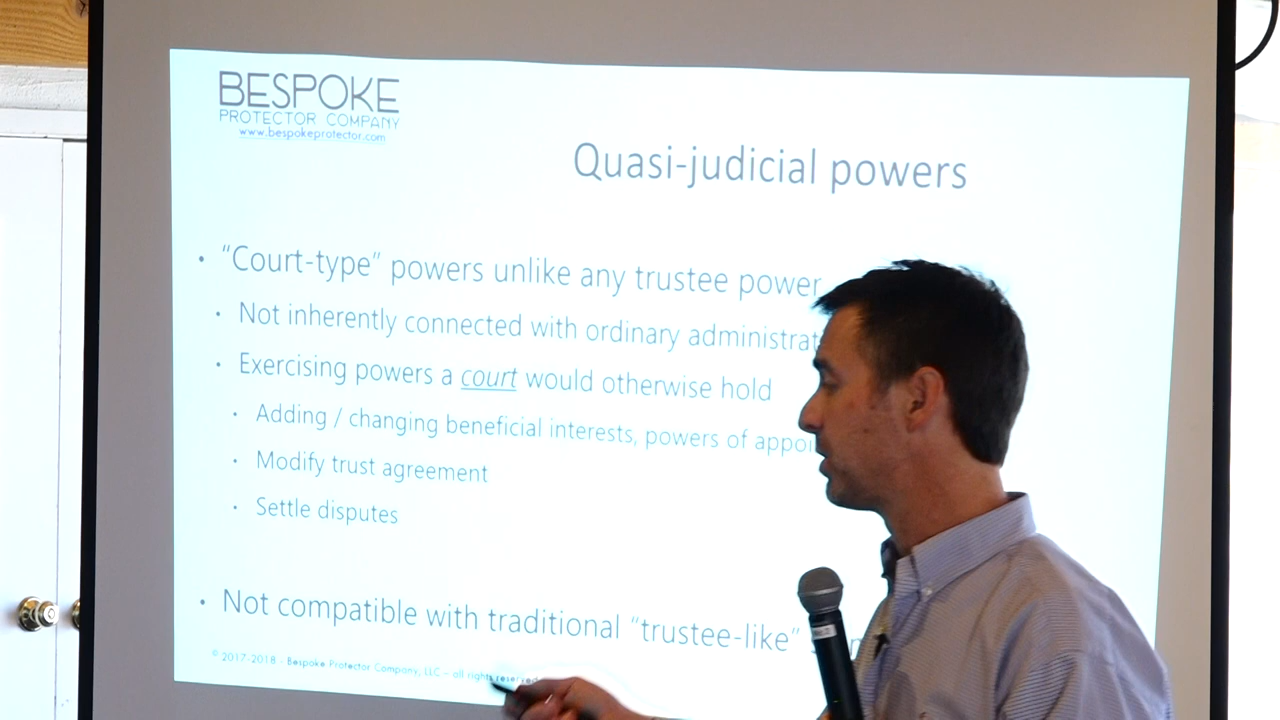 BESPOKE
PROTECTOR COMPANY
www.bespokeprotector.com
Quasi-judicial powers
• “Court-type” powers unlike any trustee power
• Not inherently connected with ordinary
• Exercising powers a court would otherwise hold
• Adding / changing beneficial interests, powers of
• Modify trust agreement
• Settle disputes
• Not compatible with traditional “trustee-like”
© 2017-2018 - Bespoke Protector Company, LLC – all rights reserved